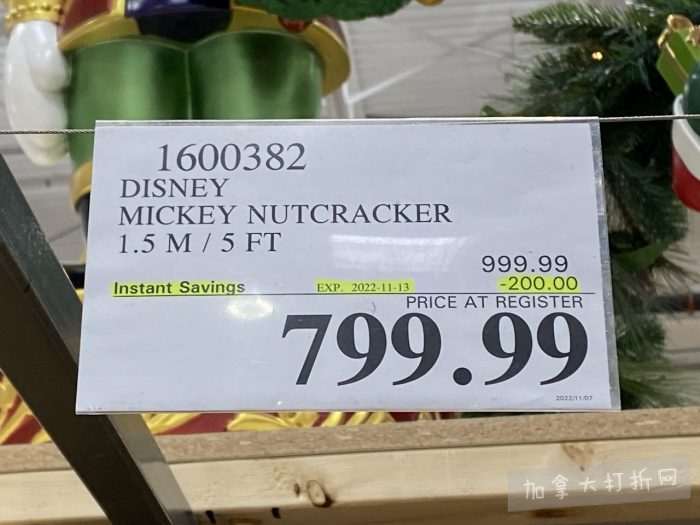 1600382
DISNEY
MICKEY NUTCRACKER
1.5 M / 5 FT
999.99
Instant Savings EXP. 2022-11-13 -200.00
PRICE AT REGISTER
799.99
2022/11/07
加拿大打折网